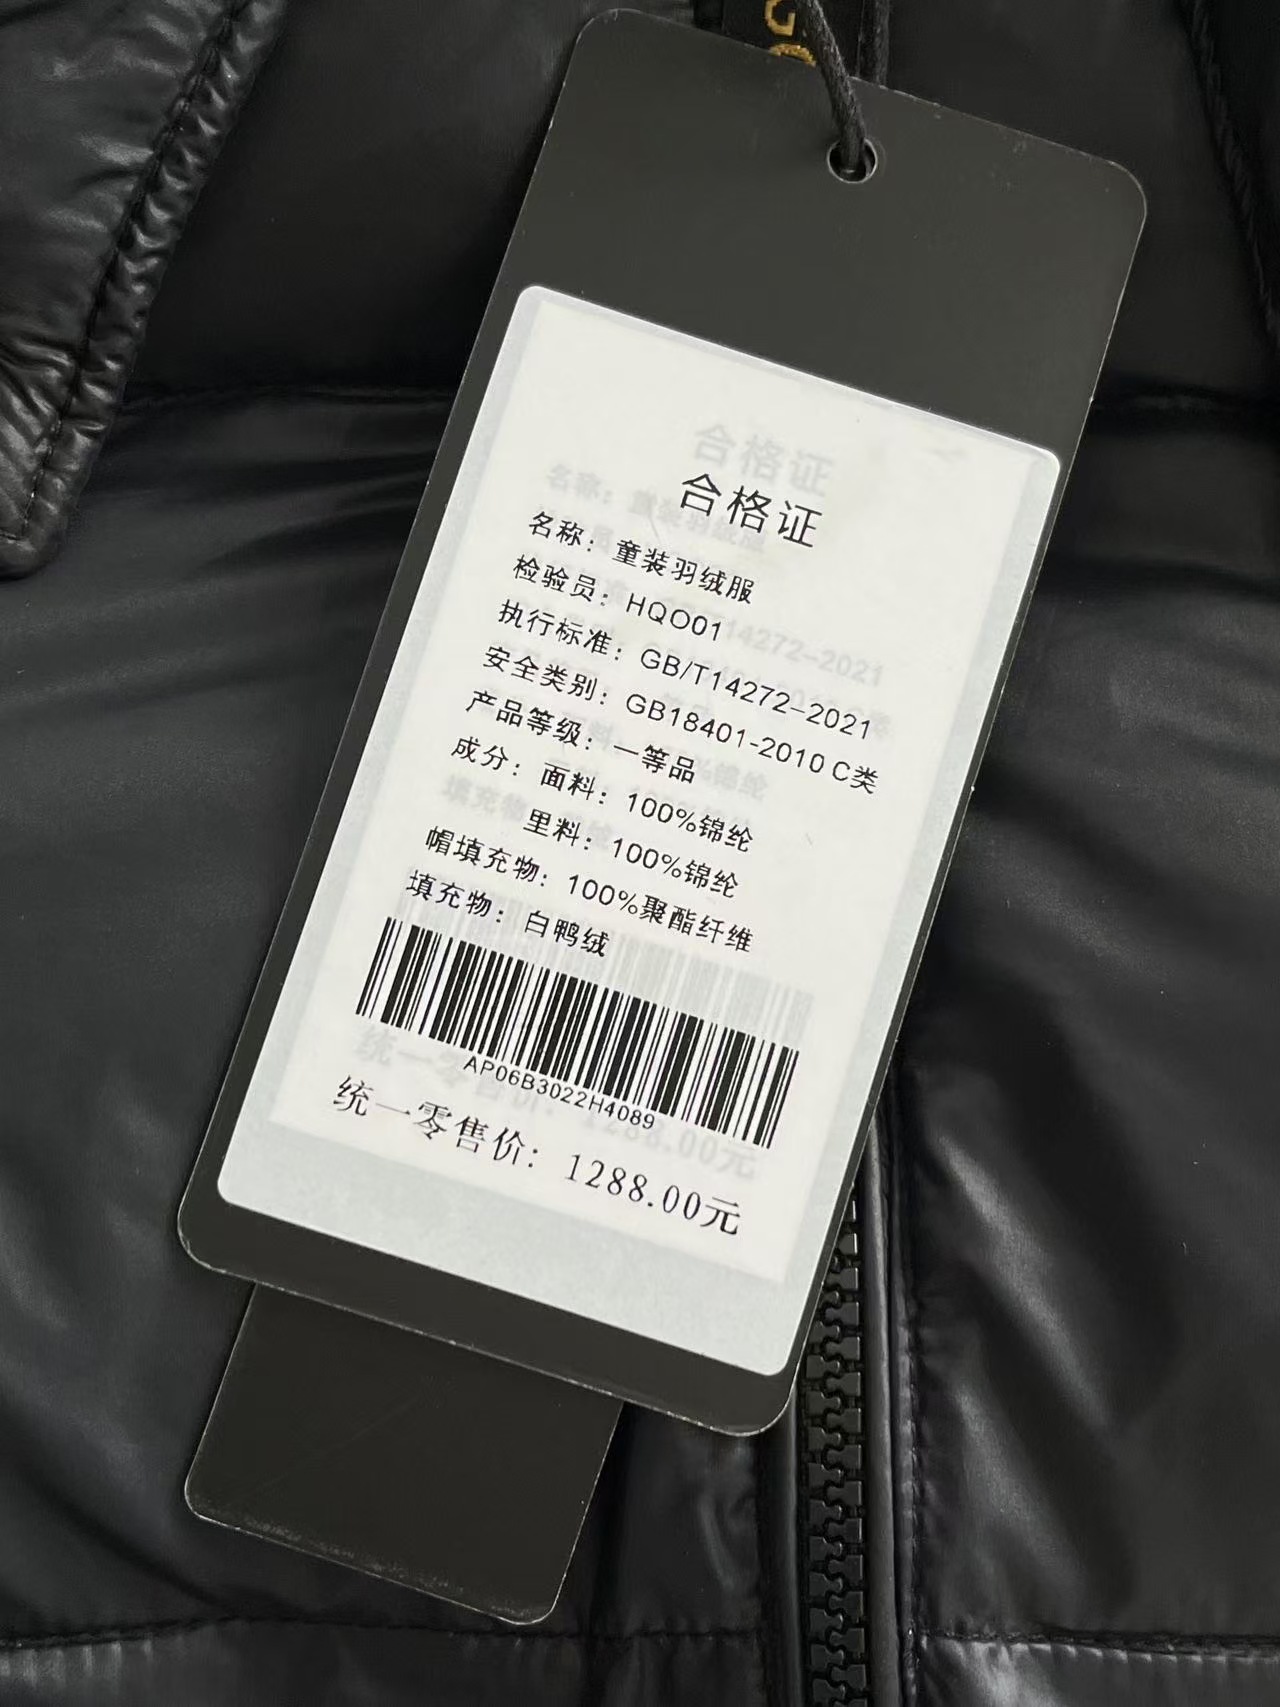 GO
合格证
名称：童装羽绒服
检验员：HQO01
执行标准：GB/T14272-2021
安全类别：GB18401-2010 C类
产品等级：一等品
成分：面料：100%锦纶
里料：100%锦纶
帽填充物：100%聚酯纤维
填充物：白鸭绒
AP06B3022H4089
统一零售价：1288.00元